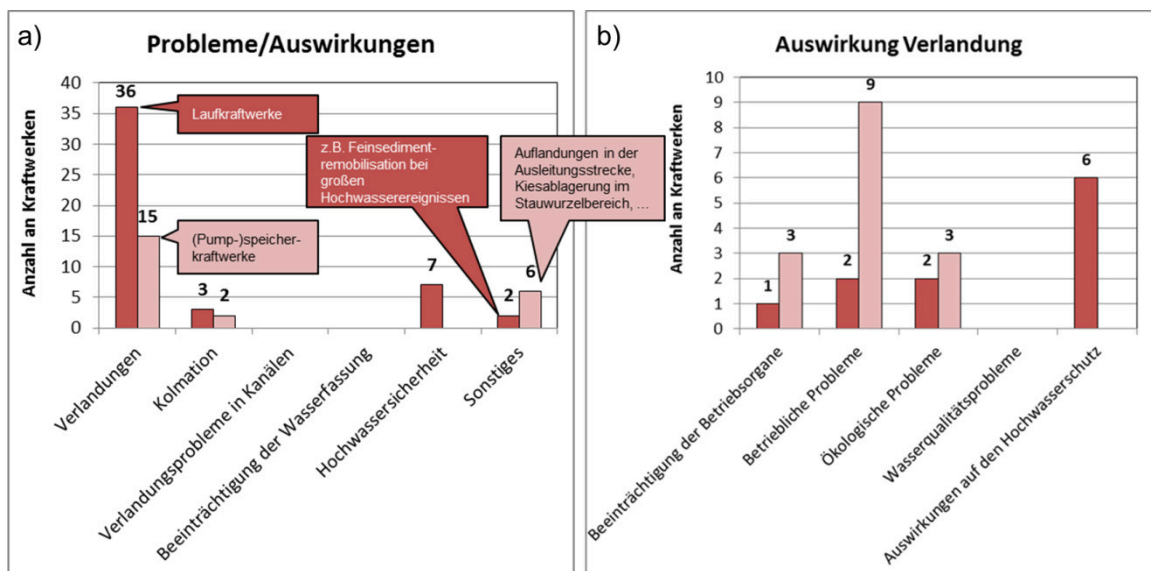 a)
Probleme/Auswirkungen
Anzahl an Kraftwerken
40
35
30
25
20
15
10
5
0
36
15
3
2
7
2
6
Laufkraftwerke
(Pump-)speicher-
kraftwerke
z.B. Feinsediment-
remobilisation bei
großen
Hochwasserereignissen
Auflandungen in der
Ausleitungsstrecke,
Kiesablagerung im
Stauwurzelbereich, ...
Verlandungen
Kolmation
Verlandungsprobleme in Kanälen
Beeinträchtigung der Wasserfassung
Hochwassersicherheit
Sonstiges
b)
Auswirkung Verlandung
Anzahl an Kraftwerken
10
9
8
7
6
5
4
3
2
1
0
1
3
2
9
2
3
6
Beeinträchtigung der Betriebsorgane
Betriebliche Probleme
Ökologische Probleme
Wasserqualitätsprobleme
Auswirkungen auf den Hochwasserschutz